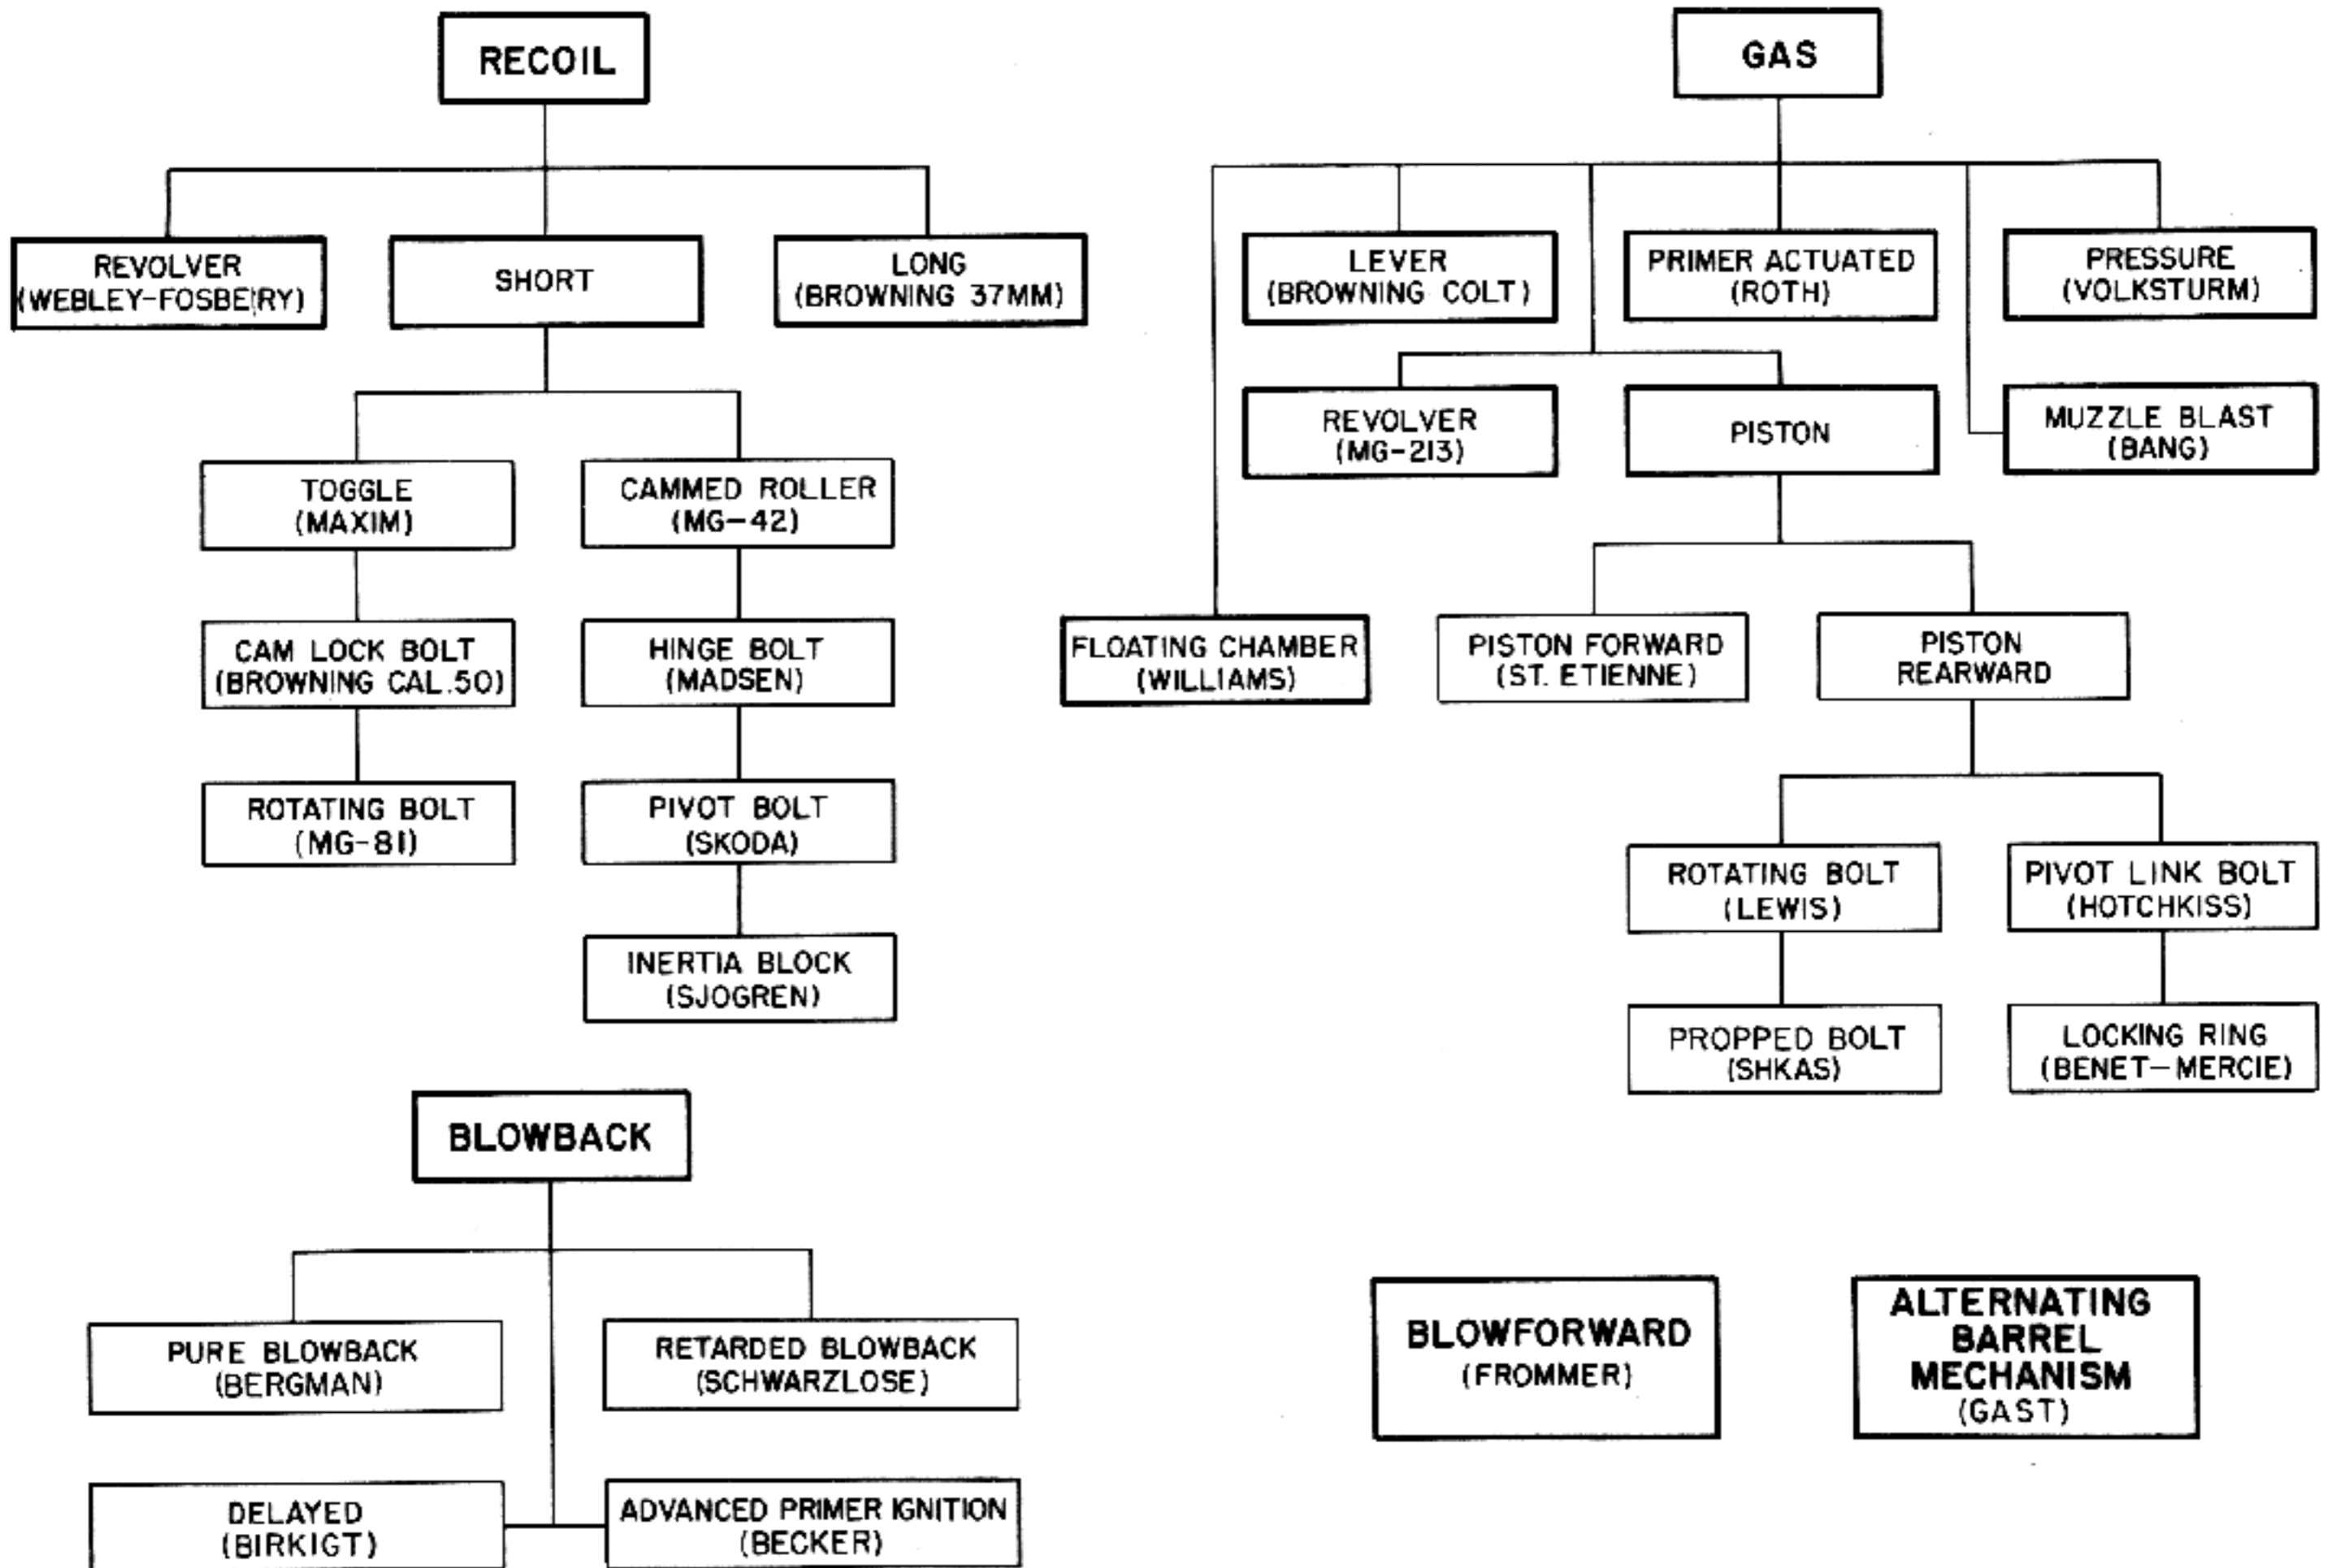 RECOIL
REVOLVER
(WEBLEY-FOSBERRY)
SHORT
LONG
(BROWNING 37MM)
TOGGLE
(MAXIM)
CAMMED ROLLER
(MG-42)
CAM LOCK BOLT
(BROWNING CAL.50)
HINGE BOLT
(MADSEN)
ROTATING BOLT
(MG-81)
PIVOT BOLT
(SKODA)
INERTIA BLOCK
(SJOGREN)
GAS
LEVER
(BROWNING COLT)
PRIMER ACTUATED
(ROTH)
PRESSURE
(VOLKSTURM)
REVOLVER
(MG-213)
PISTON
MUZZLE BLAST
(BANG)
FLOATING CHAMBER
(WILLIAMS)
PISTON FORWARD
(ST. ETIENNE)
PISTON
REARWARD
ROTATING BOLT
(LEWIS)
PIVOT LINK BOLT
(HOTCHKISS)
PROPPED BOLT
(SHKAS)
LOCKING RING
(BENET-MERCIE)
BLOWBACK
PURE BLOWBACK
(BERGMAN)
RETARDED BLOWBACK
(SCHWARZLOSE)
DELAYED
(BIRKIGT)
ADVANCED PRIMER IGNITION
(BECKER)
BLOWFORWARD
(FROMMER)
ALTERNATING
BARREL
MECHANISM
(GAST)